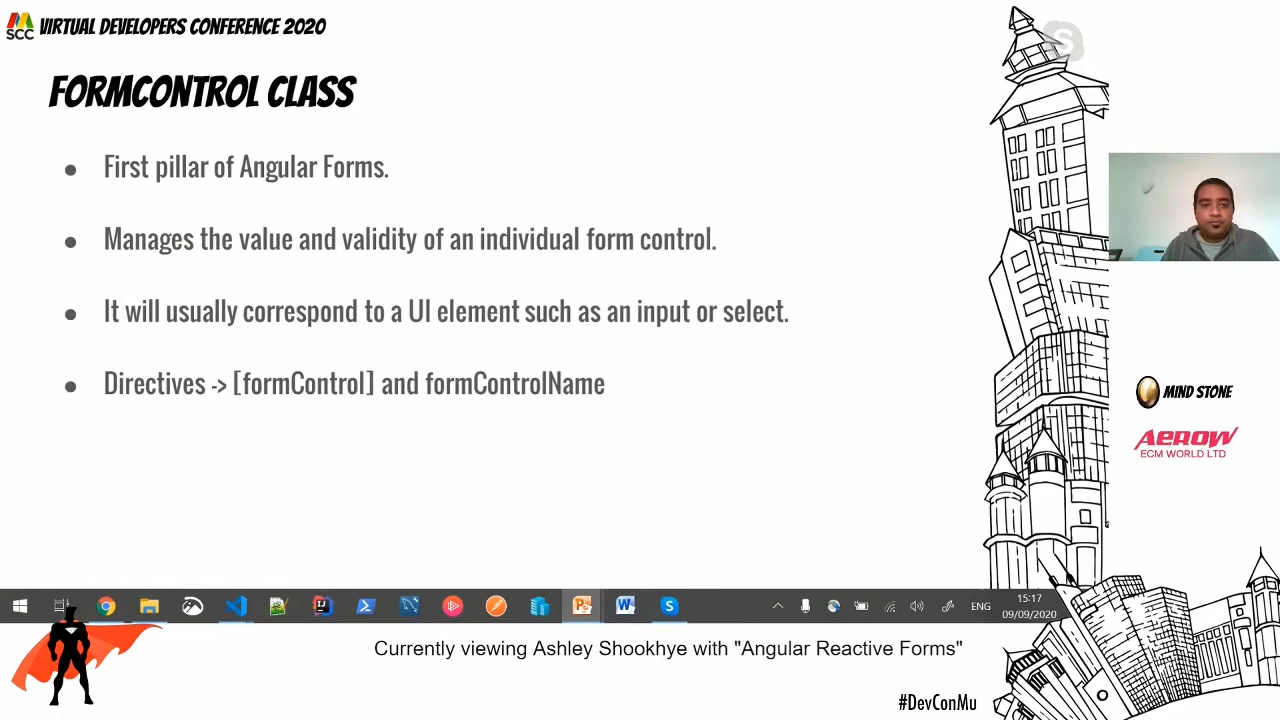 MSCC VIRTUAL DEVELOPERS CONFERENCE 2020
FORMCONTROL CLASS
● First pillar of Angular Forms.
● Manages the value and validity of an individual form control.
● It will usually correspond to a UI element such as an input or select.
● Directives -> [formControl] and formControlName
MIND STONE
AEROW
ECM WORLD LTD
ENG
15:17
09/09/2020
Currently viewing Ashley Shookhye with "Angular Reactive Forms"
#DevConMu